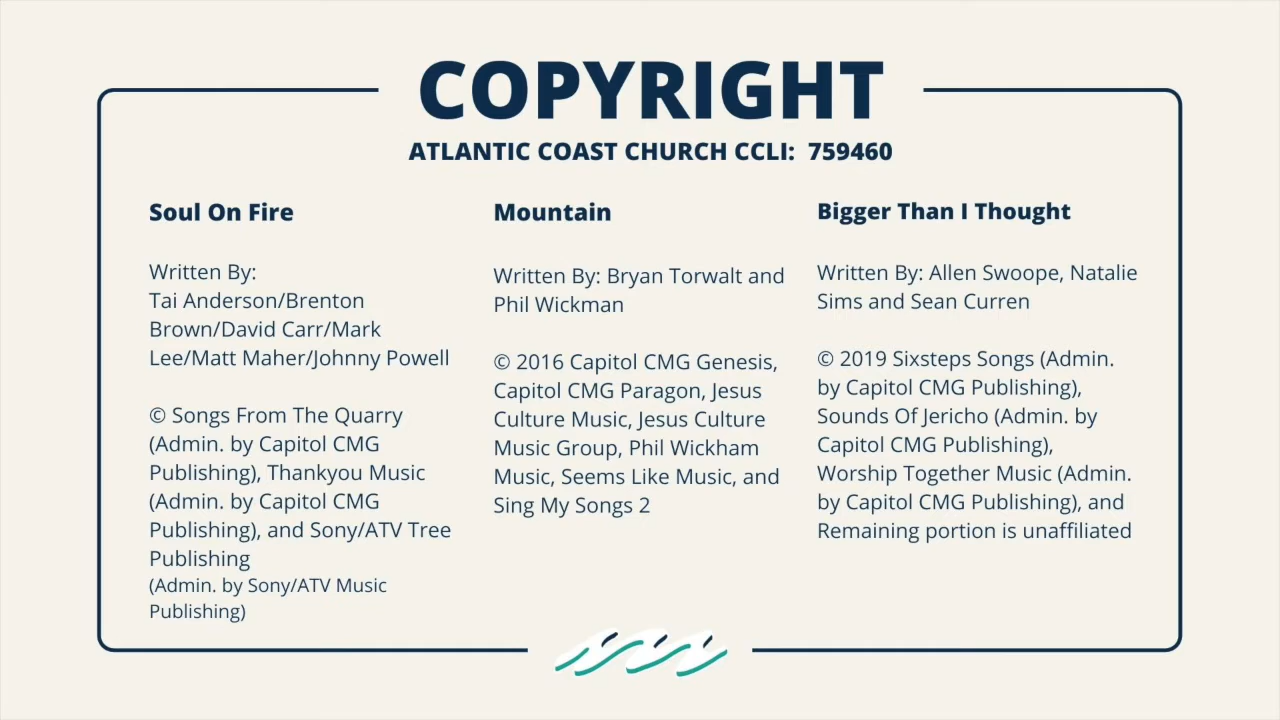 COPYRIGHT
ATLANTIC COAST CHURCH CCLI:  759460
Soul On Fire
Written By:
Tai Anderson/Brenton
Brown/David Carr/Mark
Lee/Matt Maher/Johnny Powell
© Songs From The Quarry
(Admin. by Capitol CMG
Publishing), Thankyou Music
(Admin. by Capitol CMG
Publishing), and Sony/ATV Tree
Publishing
(Admin. by Sony/ATV Music
Publishing)
Mountain
Written By: Bryan Torwalt and
Phil Wickman
© 2016 Capitol CMG Genesis,
Capitol CMG Paragon, Jesus
Culture Music, Jesus Culture
Music Group, Phil Wickham
Music, Seems Like Music, and
Sing My Songs 2
Bigger Than I Thought
Written By: Allen Swoope, Natalie
Sims and Sean Curren
© 2019 Sixsteps Songs (Admin.
by Capitol CMG Publishing),
Sounds Of Jericho (Admin. by
Capitol CMG Publishing),
Worship Together Music (Admin.
by Capitol CMG Publishing), and
Remaining portion is unaffiliated